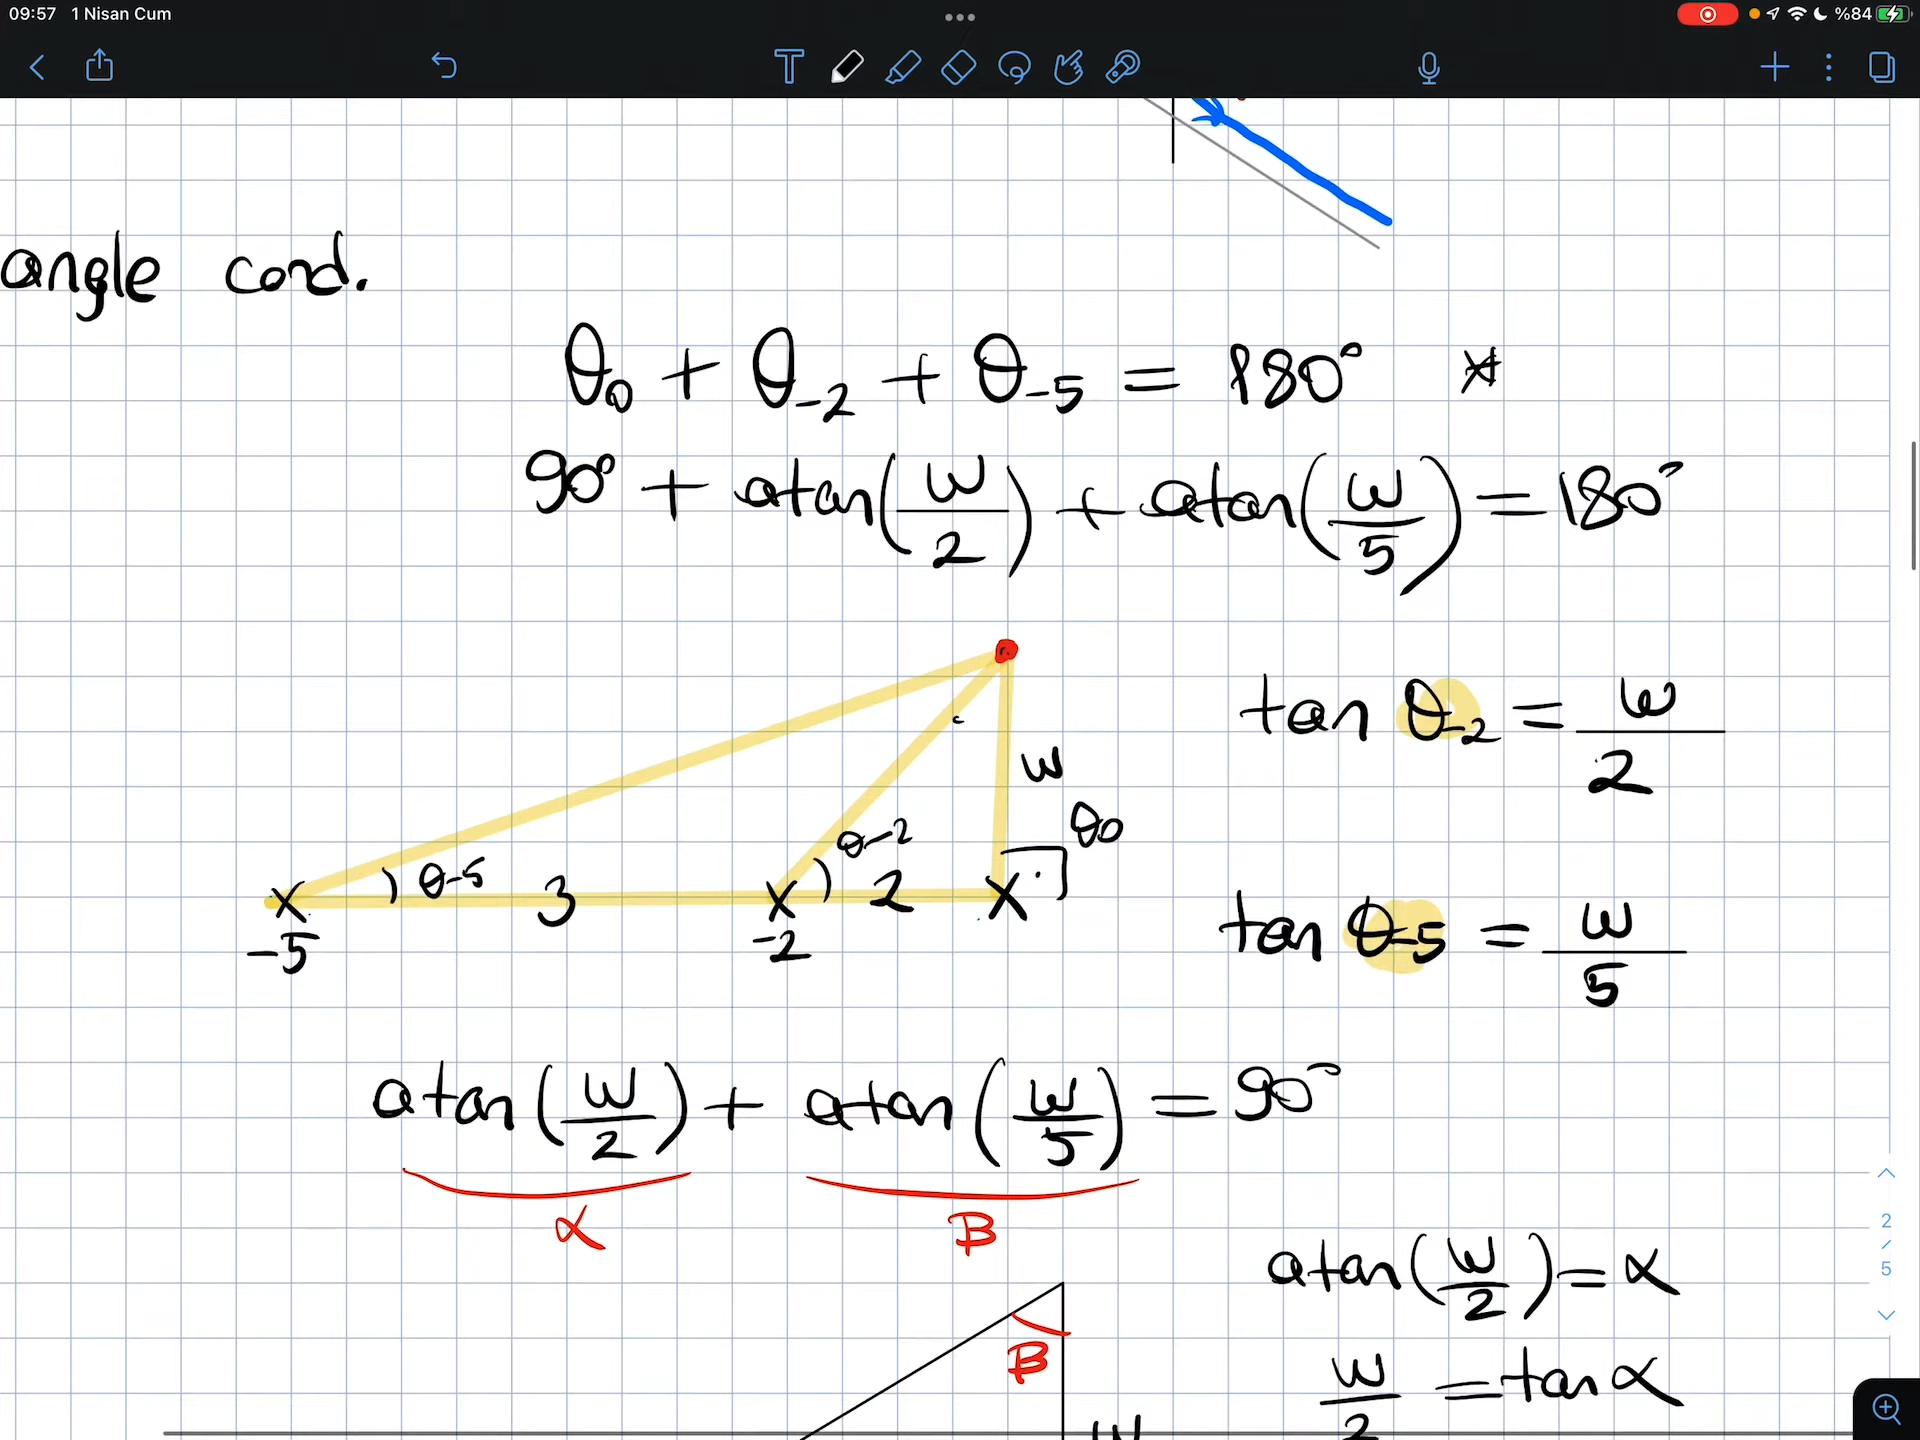 09:57 1 Nisan Cum
%84
T
angle cond.
θ₀ + θ₋₂ + θ₋₅ = 180° *
90° + atan(w/2) + atan(w/5) = 180°
tan θ₋₂ = w/2
w
θ₀
θ-2
θ-5 3 2
-5 -2
tan θ₋₅ = w/5
atan(w/2) + atan(w/5) = 90°
α B
atan(w/2) = α
B
w/2 = tan α
w
2
5